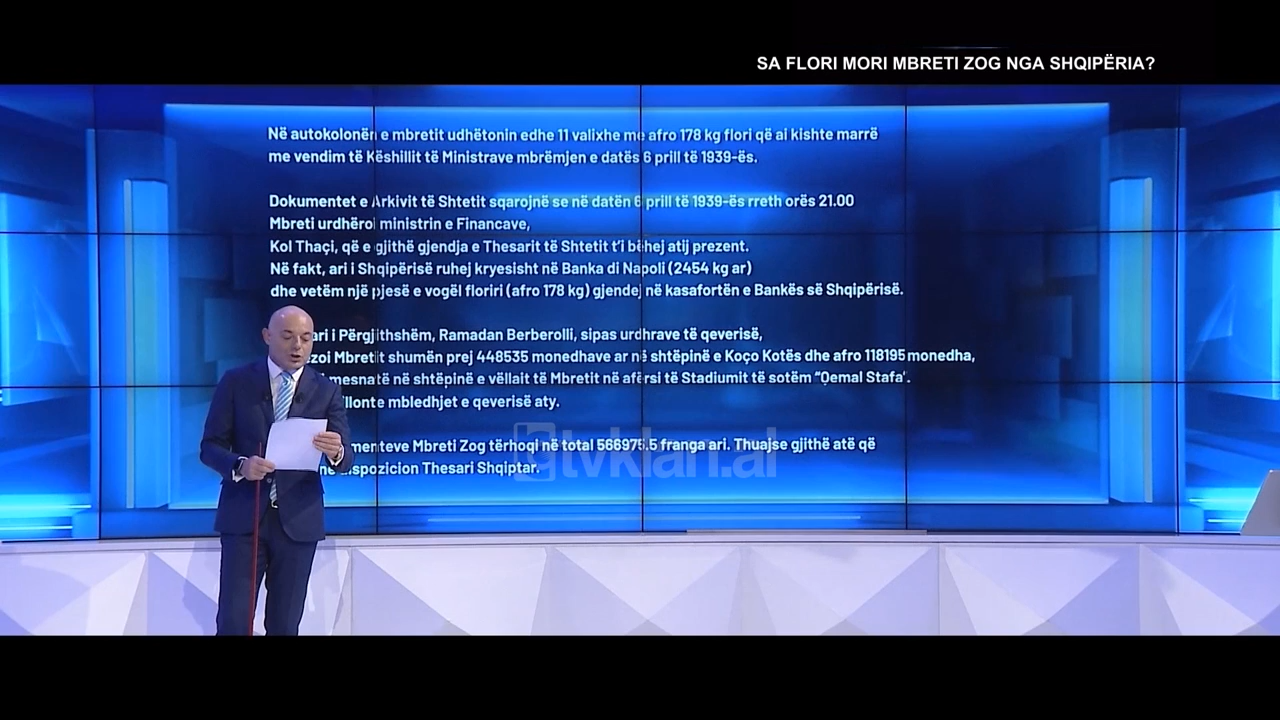 SA FLORI MORI MBRETI ZOG NGA SHQIPËRIA?
Në autokolonën e mbretit udhëtonin edhe 11 valixhe me afro 178 kg flori që ai kishte marrë
me vendim të Këshillit të Ministrave mbrëmjen e datës 6 prill të 1939-ës.
Dokumentet e Arkivit të Shtetit sqarojnë se në datën 6 prill të 1939-ës rreth orës 21.00
Mbreti urdhëroi ministrin e Financave,
Kol Thaçi, që e gjithë gjendja e Thesarit të Shtetit t'i bëhej atij prezent.
Në fakt, ari i Shqipërisë ruhej kryesisht në Banka di Napoli (2454 kg ar)
dhe vetëm një pjesë e vogël floriri (afro 178 kg) gjendej në kasafortën e Bankës së Shqipërisë.
ari i Përgjithshëm, Ramadan Berberolli, sipas urdhrave të qeverisë,
ezoi Mbretit shumën prej 448535 monedhave ar në shtëpinë e Koço Kotës dhe afro 118195 monedha,
mesnatë në shtëpinë e vëllait të Mbretit në afërsi të Stadiumit të sotëm "Qemal Stafa".
illonte mbledhjet e qeverisë aty.
menteve Mbreti Zog tërhoqi në total 566975.5 franga ari. Thuajse gjithë atë që
në dispozicion Thesari Shqiptar.
tvklan.al